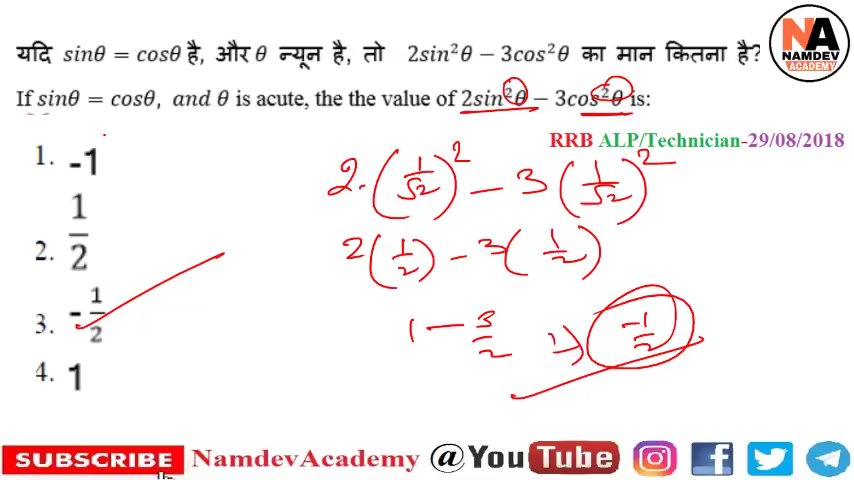 NA
NAMDEV
ACADEMY
यदि sinθ = cosθ है, और θ न्यून है, तो 2sin²θ − 3cos²θ का मान कितना है?
If sinθ = cosθ, and θ is acute, the the value of 2sin²θ − 3cos²θ is:
RRB ALP/Technician-29/08/2018
1. -1
2. 1/2
3. -1/2
4. 1
2·(1/√2)² − 3(1/√2)²
2(1/2) − 3(1/2)
1 − 3/2 ⇒ -1/2
SUBSCRIBE NamdevAcademy @YouTube